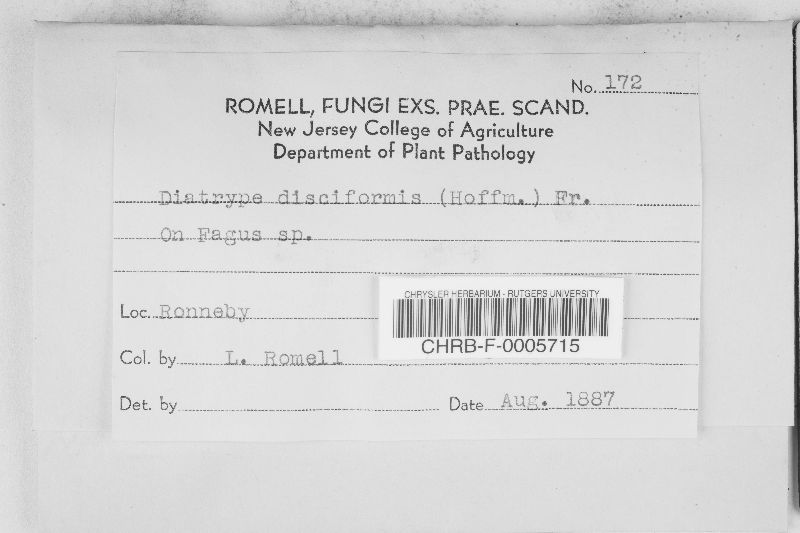 No. 172
ROMELL, FUNGI EXS. PRAE. SCAND.
New Jersey College of Agriculture
Department of Plant Pathology
Diatrype disciformis (Hoffm.) Fr.
On Fagus sp.
CHRYSLER HERBARIUM - RUTGERS UNIVERSITY
Loc. Ronneby
CHRB-F-0005715
Col. by L. Romell
Det. by
Date Aug. 1887